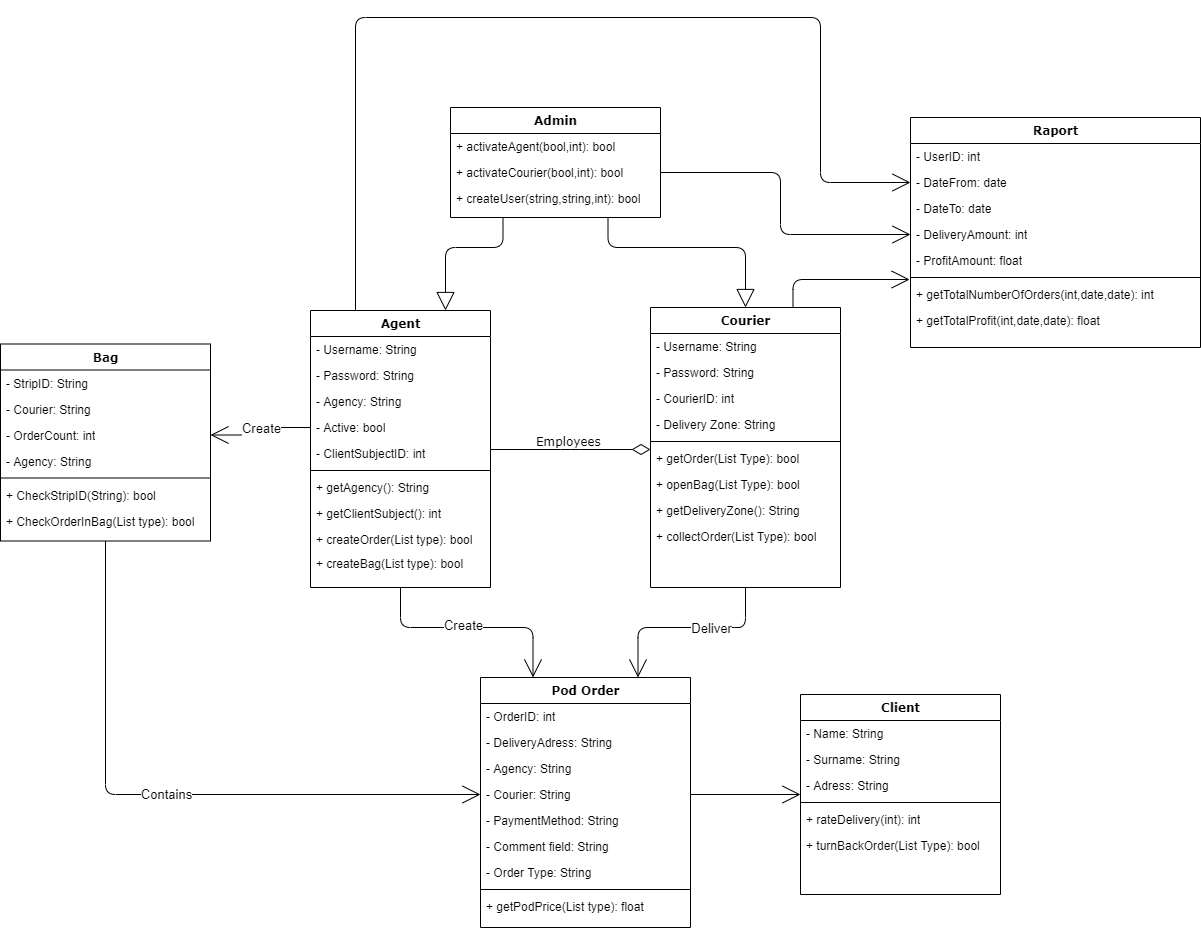 Admin
+ activateAgent(bool,int): bool
+ activateCourier(bool,int): bool
+ createUser(string,string,int): bool
Raport
- UserID: int
- DateFrom: date
- DateTo: date
- DeliveryAmount: int
- ProfitAmount: float
+ getTotalNumberOfOrders(int,date,date): int
+ getTotalProfit(int,date,date): float
Agent
- Username: String
- Password: String
- Agency: String
- Active: bool
- ClientSubjectID: int
+ getAgency(): String
+ getClientSubject(): int
+ createOrder(List type): bool
+ createBag(List type): bool
Courier
- Username: String
- Password: String
- CourierID: int
- Delivery Zone: String
+ getOrder(List Type): bool
+ openBag(List Type): bool
+ getDeliveryZone(): String
+ collectOrder(List Type): bool
Bag
- StripID: String
- Courier: String
- OrderCount: int
- Agency: String
+ CheckStripID(String): bool
+ CheckOrderInBag(List type): bool
Create
Employees
Create
Deliver
Contains
Pod Order
- OrderID: int
- DeliveryAdress: String
- Agency: String
- Courier: String
- PaymentMethod: String
- Comment field: String
- Order Type: String
+ getPodPrice(List type): float
Client
- Name: String
- Surname: String
- Adress: String
+ rateDelivery(int): int
+ turnBackOrder(List Type): bool